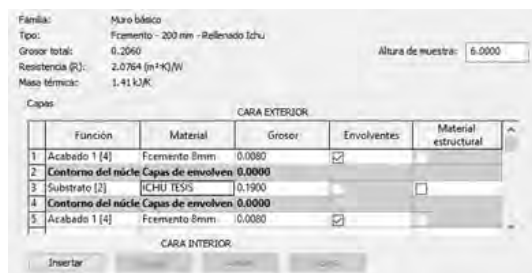 Familia: Muro básico
Tipo: Fcemento - 200 mm - Rellenado Ichu
Grosor total: 0.2060 Altura de muestra: 6.0000
Resistencia (R): 2.0764 (m²·K)/W
Masa térmica: 1.41 kJ/K
Capas
CARA EXTERIOR
Función Material Grosor Envolventes Material estructural
1 Acabado 1 [4] Fcemento 8mm 0.0080
2 Contorno del núcle Capas de envolven 0.0000
3 Substrato [2] ICHU TESIS 0.1900
4 Contorno del núcle Capas de envolven 0.0000
5 Acabado 1 [4] Fcemento 8mm 0.0080
CARA INTERIOR
Insertar